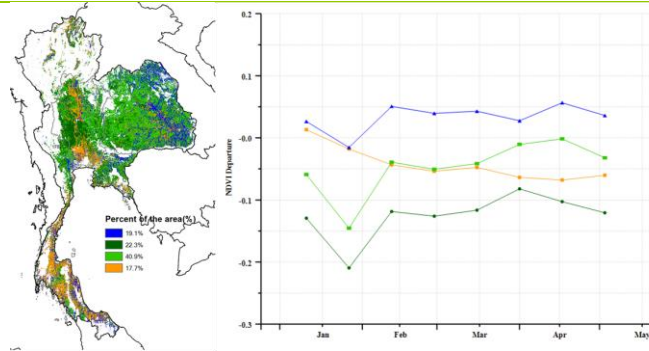 Percent of the area(%)
19.1%
22.3%
40.9%
17.7%
NDVI Departure
0.2
0.1
-0.0
-0.1
-0.2
-0.3
Jan
Feb
Mar
Apr
May